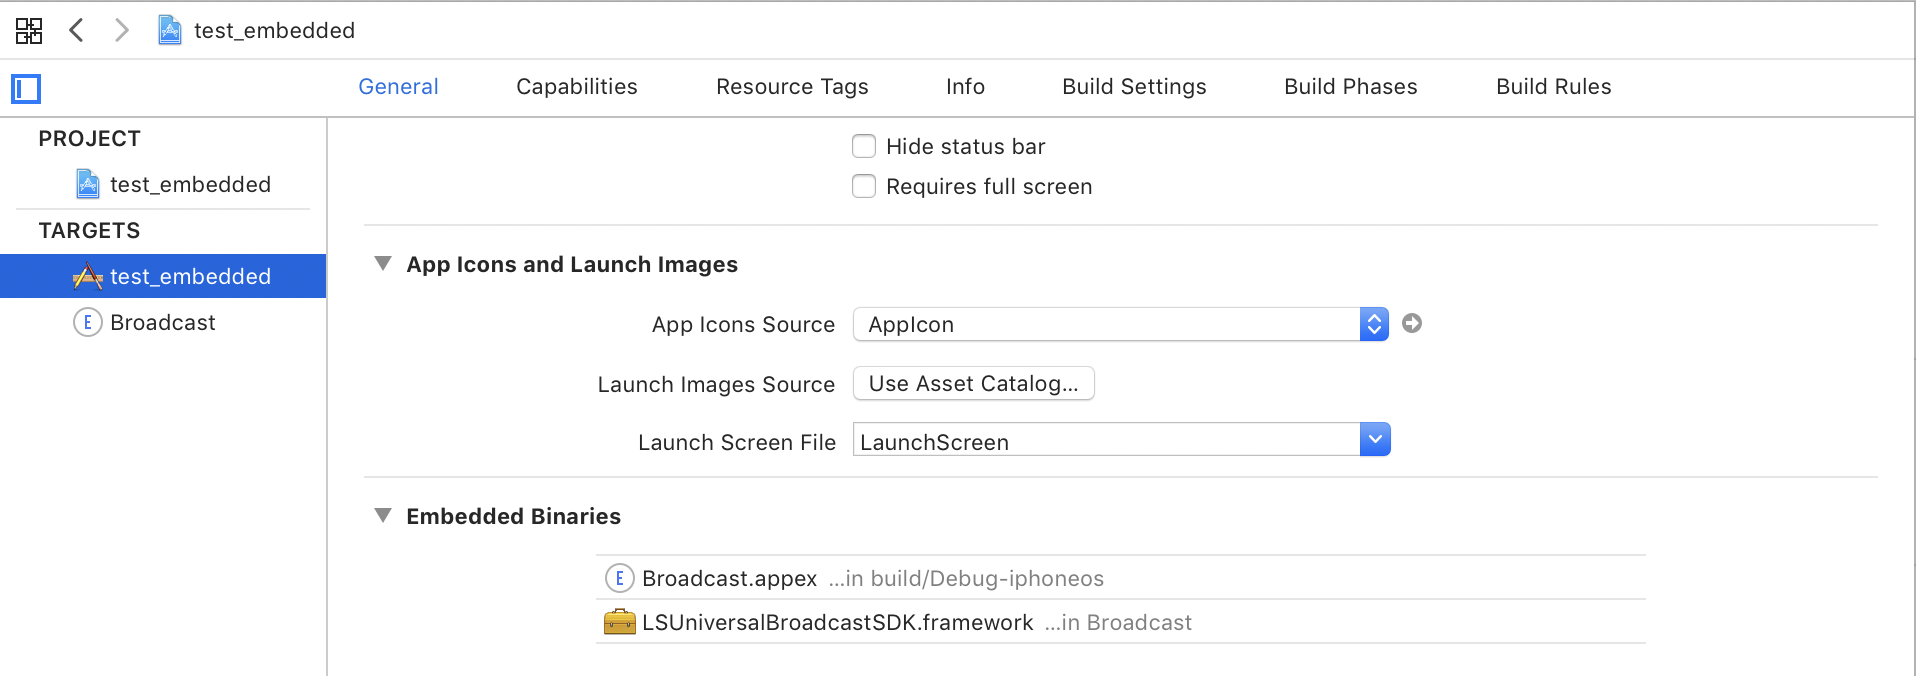 test_embedded
General Capabilities Resource Tags Info Build Settings Build Phases Build Rules
PROJECT
test_embedded
TARGETS
test_embedded
E Broadcast
Hide status bar
Requires full screen
App Icons and Launch Images
App Icons Source AppIcon
Launch Images Source Use Asset Catalog...
Launch Screen File LaunchScreen
Embedded Binaries
E Broadcast.appex ...in build/Debug-iphoneos
LSUniversalBroadcastSDK.framework ...in Broadcast